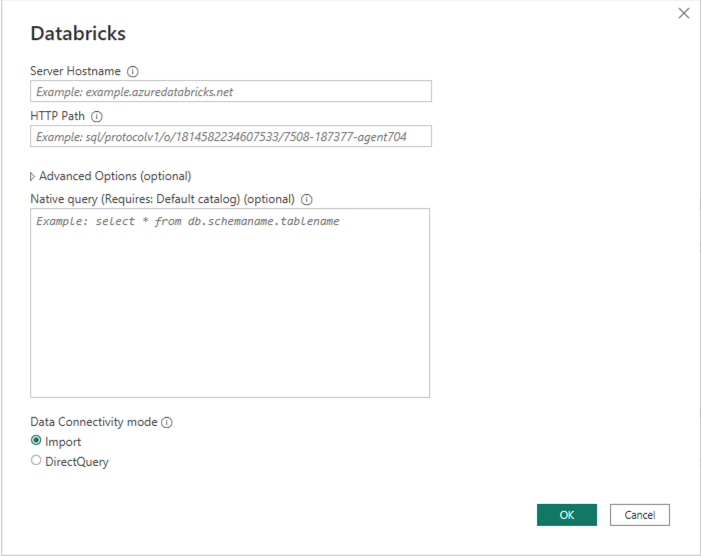 Databricks
Server Hostname
Example: example.azuredatabricks.net
HTTP Path
Example: sql/protocolv1/o/1814582234607533/7508-187377-agent704
Advanced Options (optional)
Native query (Requires: Default catalog) (optional)
Example: select * from db.schemaname.tablename
Data Connectivity mode
Import
DirectQuery
OK Cancel